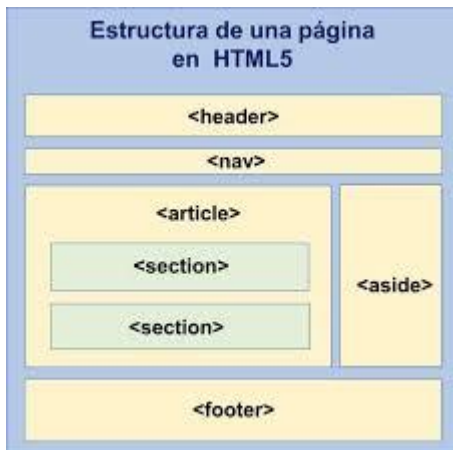 Estructura de una página
en HTML5
<header>
<nav>
<article>
<section>
<section>
<aside>
<footer>